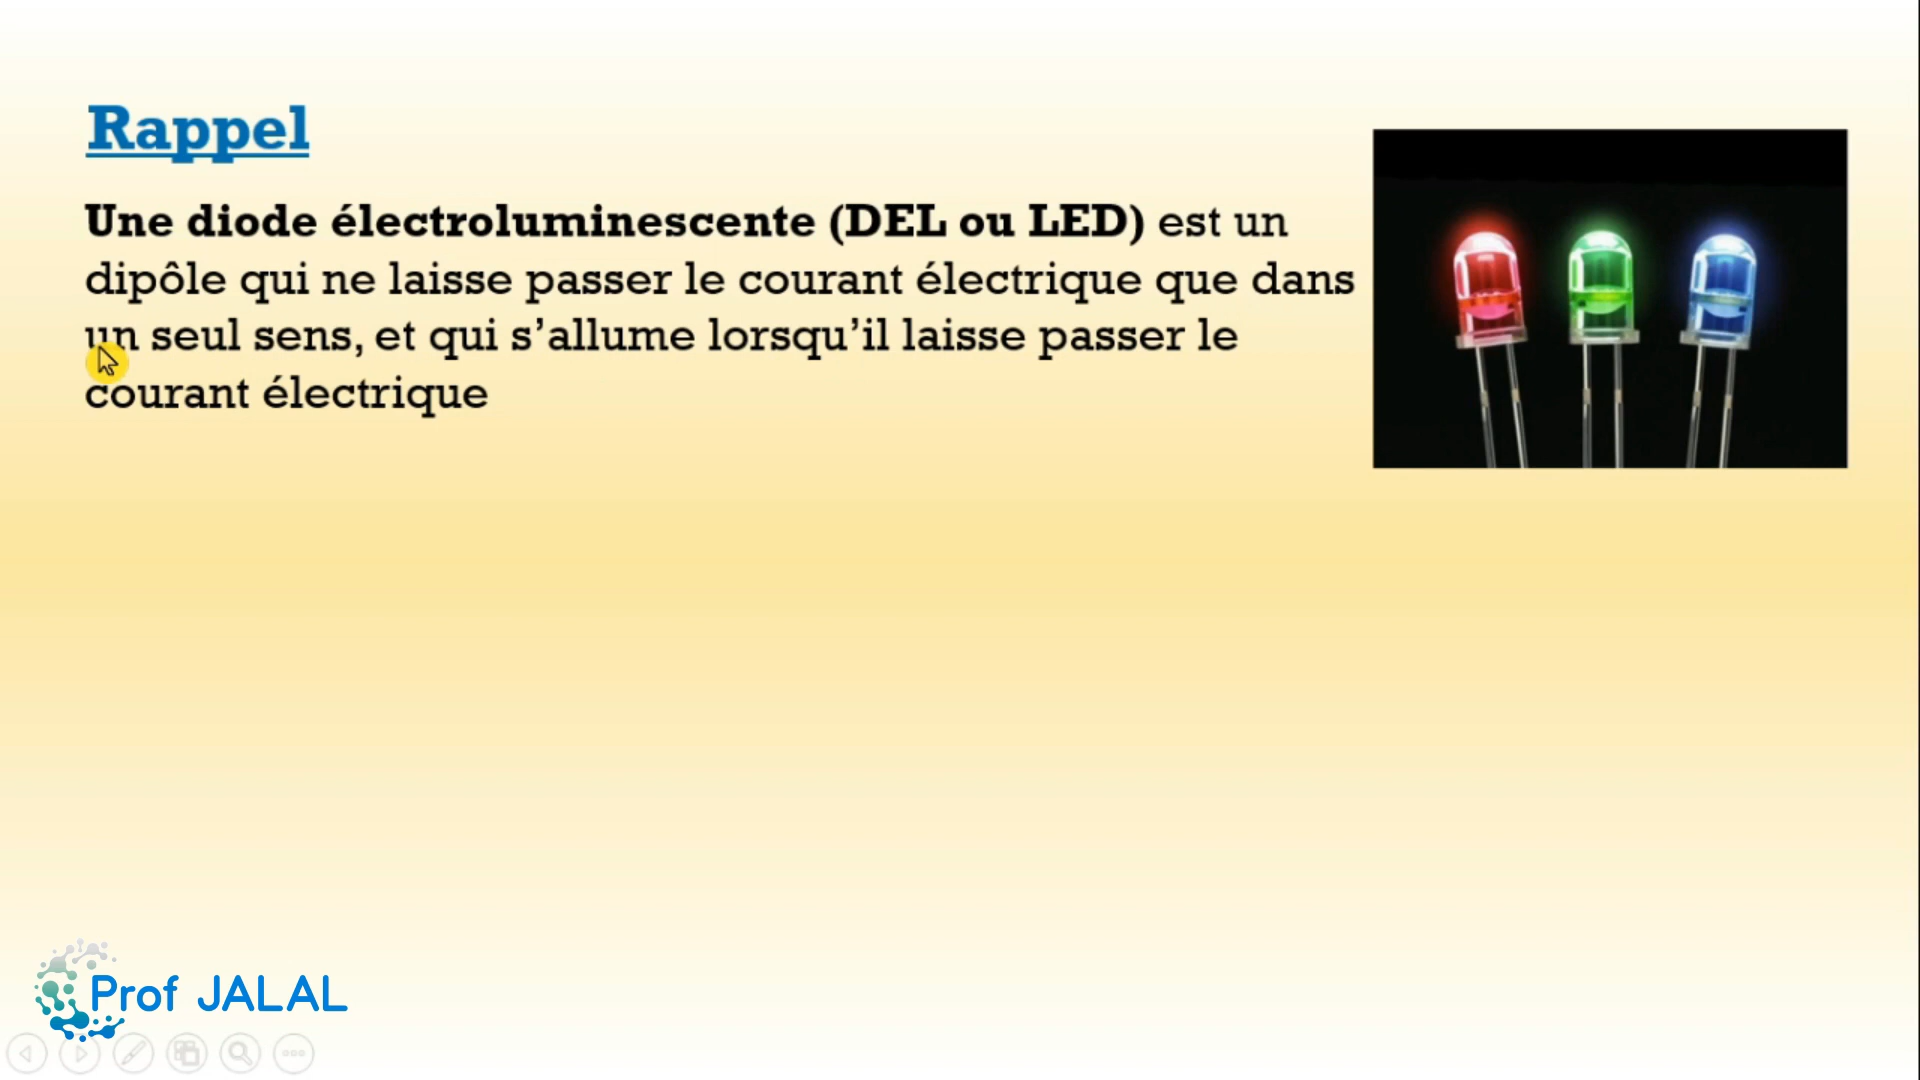 Rappel
Une diode électroluminescente (DEL ou LED) est un
dipôle qui ne laisse passer le courant électrique que dans
un seul sens, et qui s’allume lorsqu’il laisse passer le
courant électrique
Prof JALAL